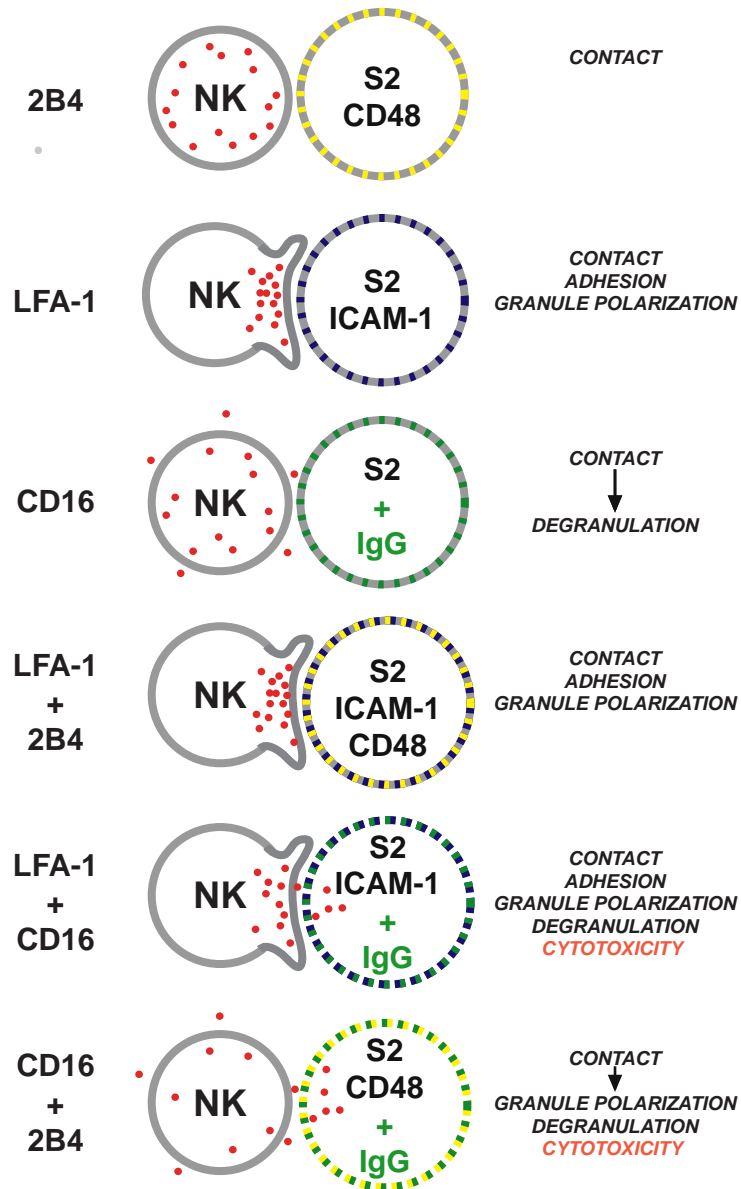 2B4
NK
S2
CD48
CONTACT
LFA-1
NK
S2
ICAM-1
CONTACT
ADHESION
GRANULE POLARIZATION
CD16
NK
S2
+
IgG
CONTACT
DEGRANULATION
LFA-1
+
2B4
NK
S2
ICAM-1
CD48
CONTACT
ADHESION
GRANULE POLARIZATION
LFA-1
+
CD16
NK
S2
ICAM-1
+
IgG
CONTACT
ADHESION
GRANULE POLARIZATION
DEGRANULATION
CYTOTOXICITY
CD16
+
2B4
NK
S2
CD48
+
IgG
CONTACT
GRANULE POLARIZATION
DEGRANULATION
CYTOTOXICITY